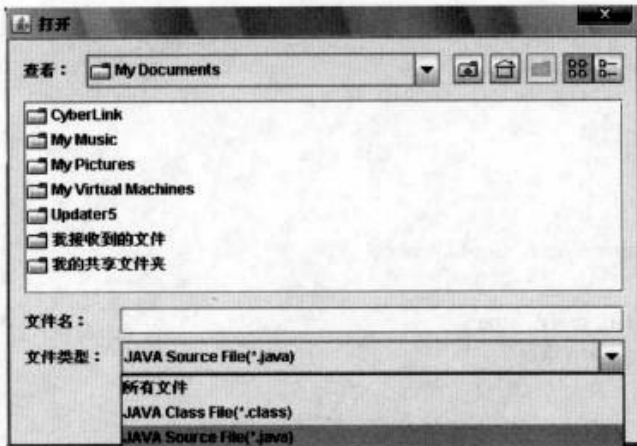 打开
查看： My Documents
CyberLink
My Music
My Pictures
My Virtual Machines
Updater5
我接收到的文件
我的共享文件夹
文件名：
文件类型： JAVA Source File(*.java)
所有文件
JAVA Class File(*.class)
JAVA Source File(*.java)